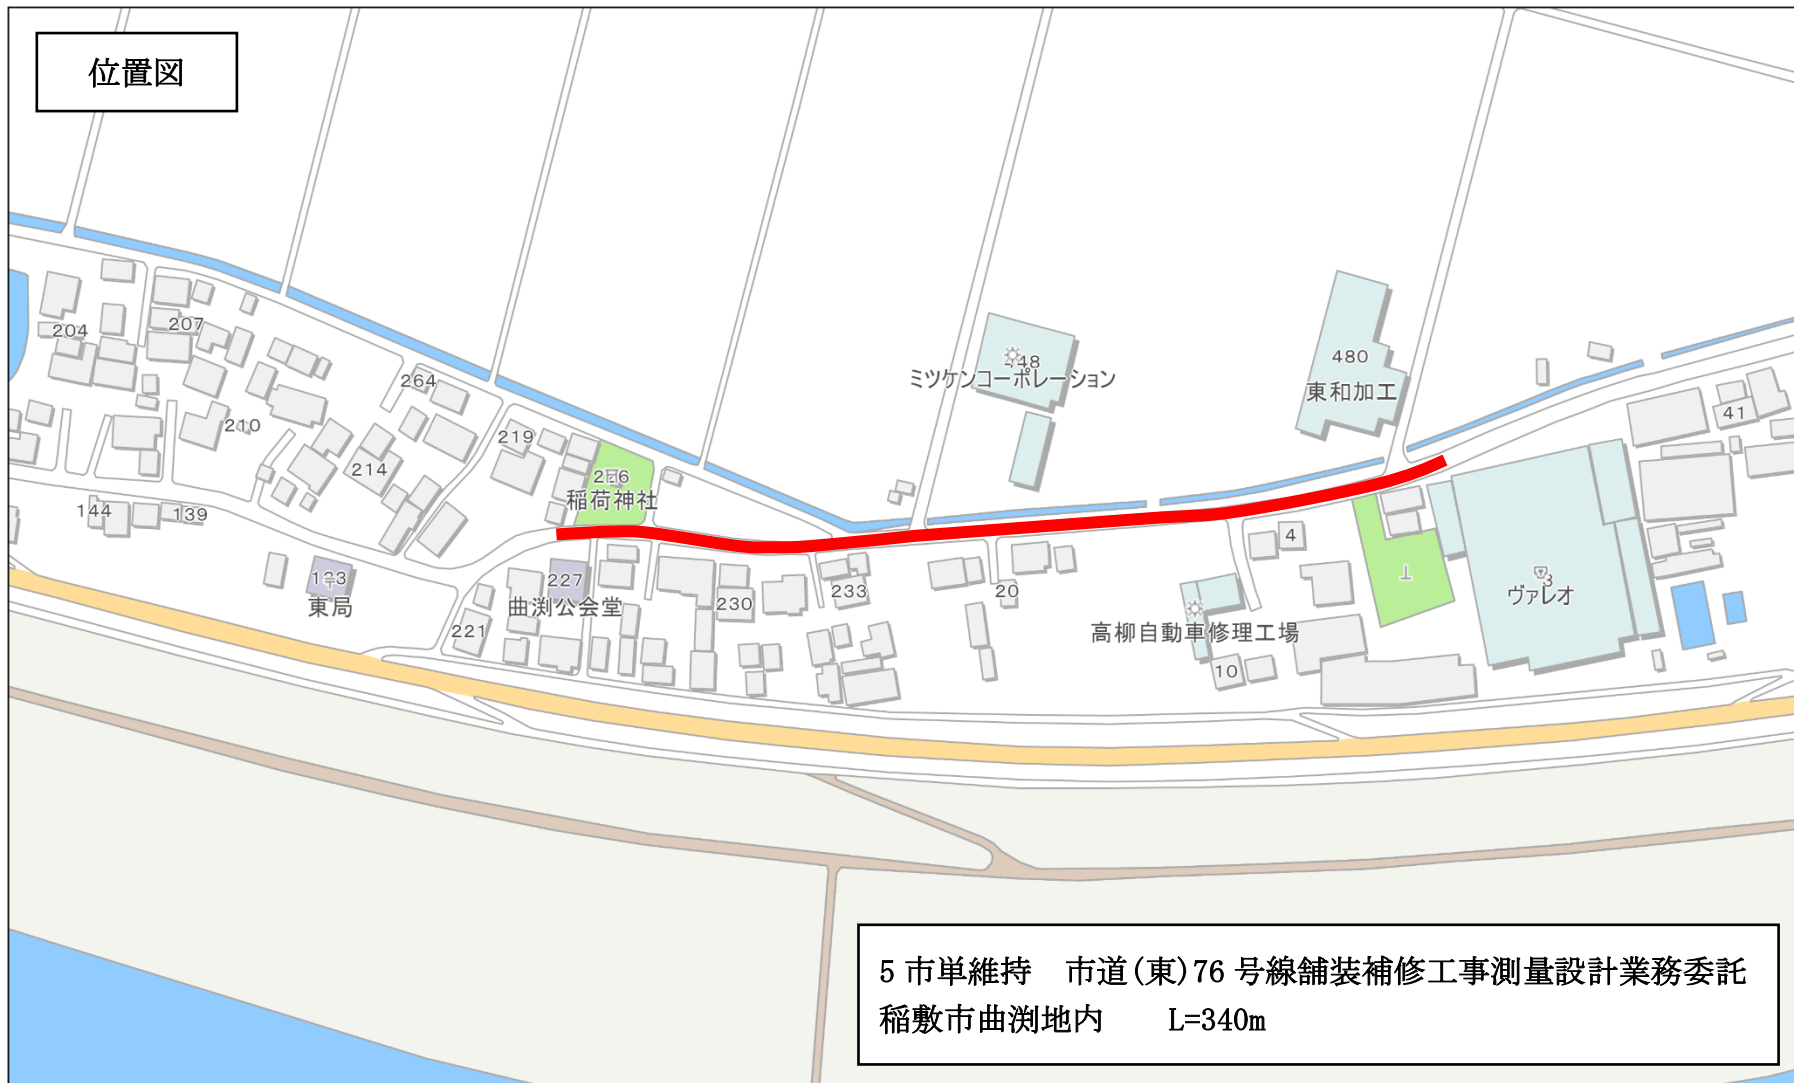 位置図
204
207
264
210
214
219
稲荷神社
144
139
東局
227
曲渕公会堂
221
230
233
20
ミツケンコーポレーション
480
東和加工
41
4
高柳自動車修理工場
10
ヴァレオ
5市単維持　市道(東)76号線舗装補修工事測量設計業務委託
稲敷市曲渕地内　　L=340m